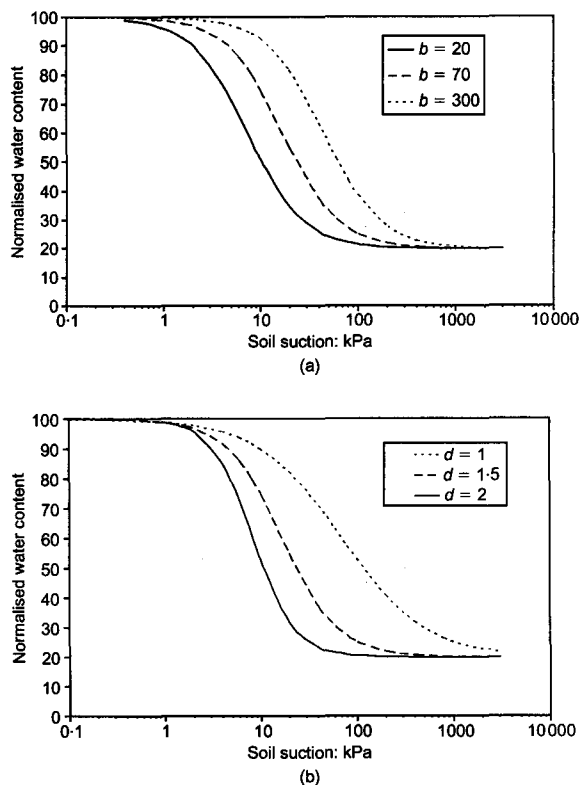 100
90
80
70
60
50
40
30
20
10
0
Normalised water content
b = 20
b = 70
b = 300
0·1
1
10
100
1000
10 000
Soil suction: kPa
(a)
100
90
80
70
60
50
40
30
20
10
0
Normalised water content
d = 1
d = 1·5
d = 2
0·1
1
10
100
1000
10 000
Soil suction: kPa
(b)